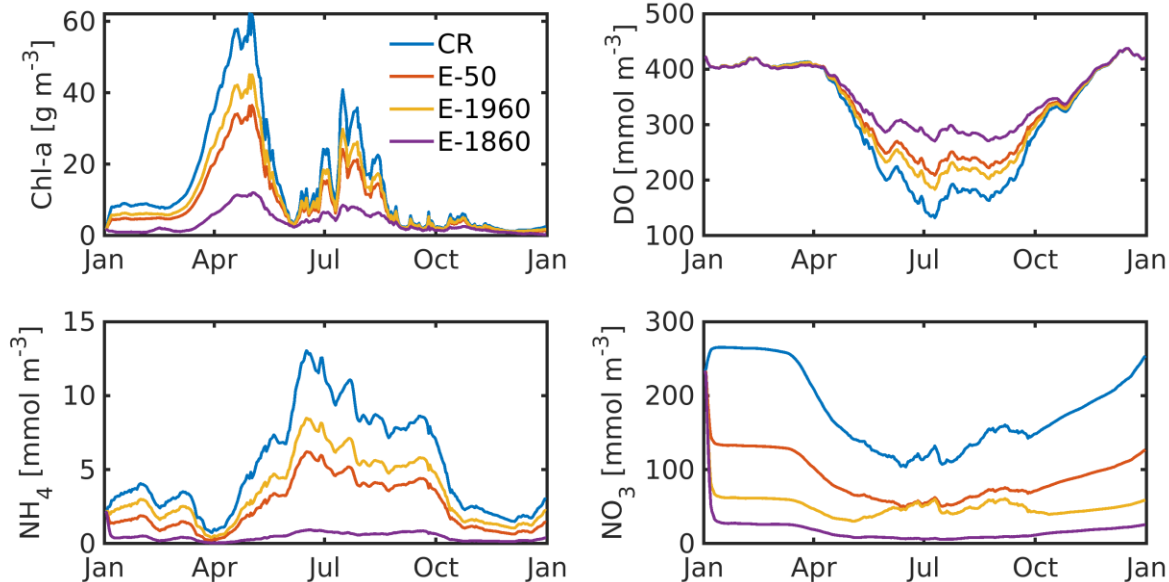 60
40
20
0
Chl-a [g m-3]
CR
E-50
E-1960
E-1860
Jan Apr Jul Oct Jan
500
400
300
200
100
DO [mmol m-3]
Jan Apr Jul Oct Jan
15
10
5
0
NH4 [mmol m-3]
Jan Apr Jul Oct Jan
300
200
100
0
NO3 [mmol m-3]
Jan Apr Jul Oct Jan